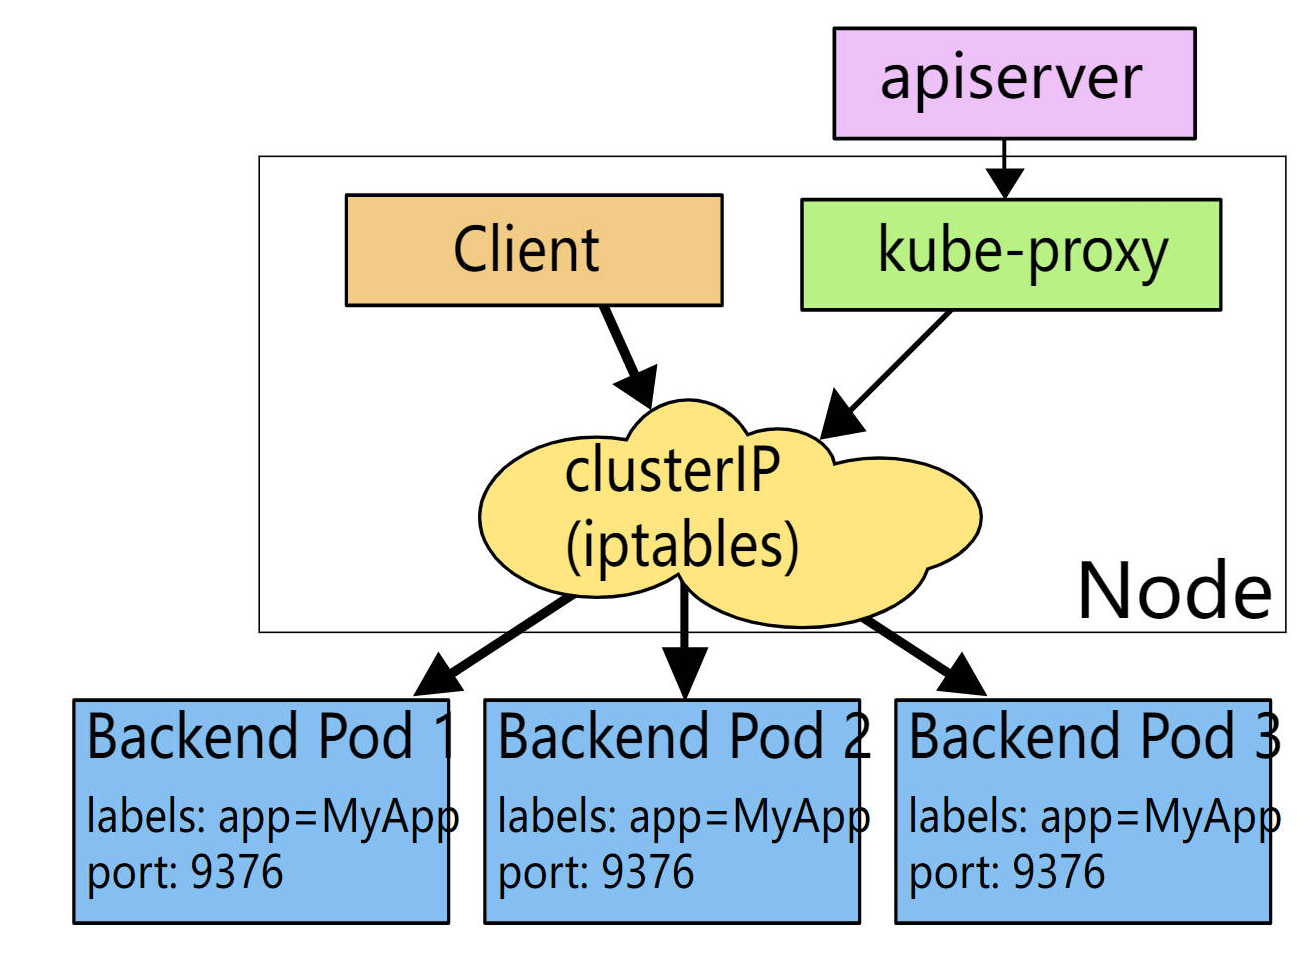 apiserver
Client
kube-proxy
clusterIP
(iptables)
Node
Backend Pod 1
labels: app=MyApp
port: 9376
Backend Pod 2
labels: app=MyApp
port: 9376
Backend Pod 3
labels: app=MyApp
port: 9376